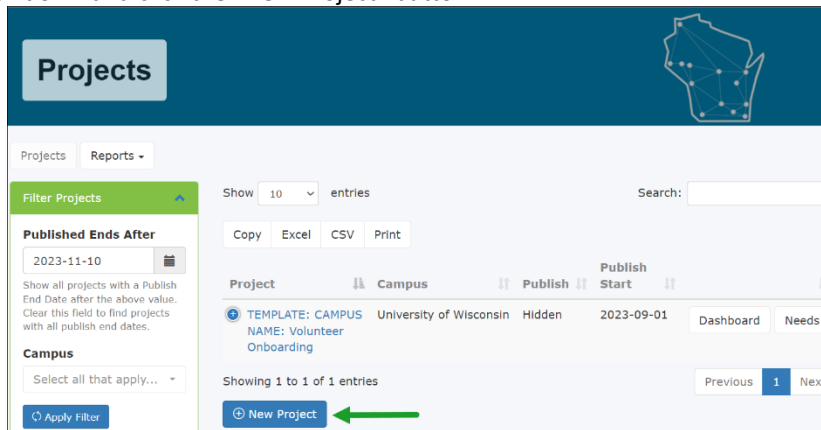 Projects
Projects Reports
Filter Projects
Published Ends After
2023-11-10
Show all projects with a Publish
End Date after the above value.
Clear this field to find projects
with all publish end dates.
Campus
Select all that apply...
Apply Filter
Show 10 entries
Search:
Copy Excel CSV Print
Project Campus Publish Publish Start
TEMPLATE: CAMPUS University of Wisconsin Hidden 2023-09-01 Dashboard Needs
NAME: Volunteer
Onboarding
Showing 1 to 1 of 1 entries
Previous 1 Nex
New Project